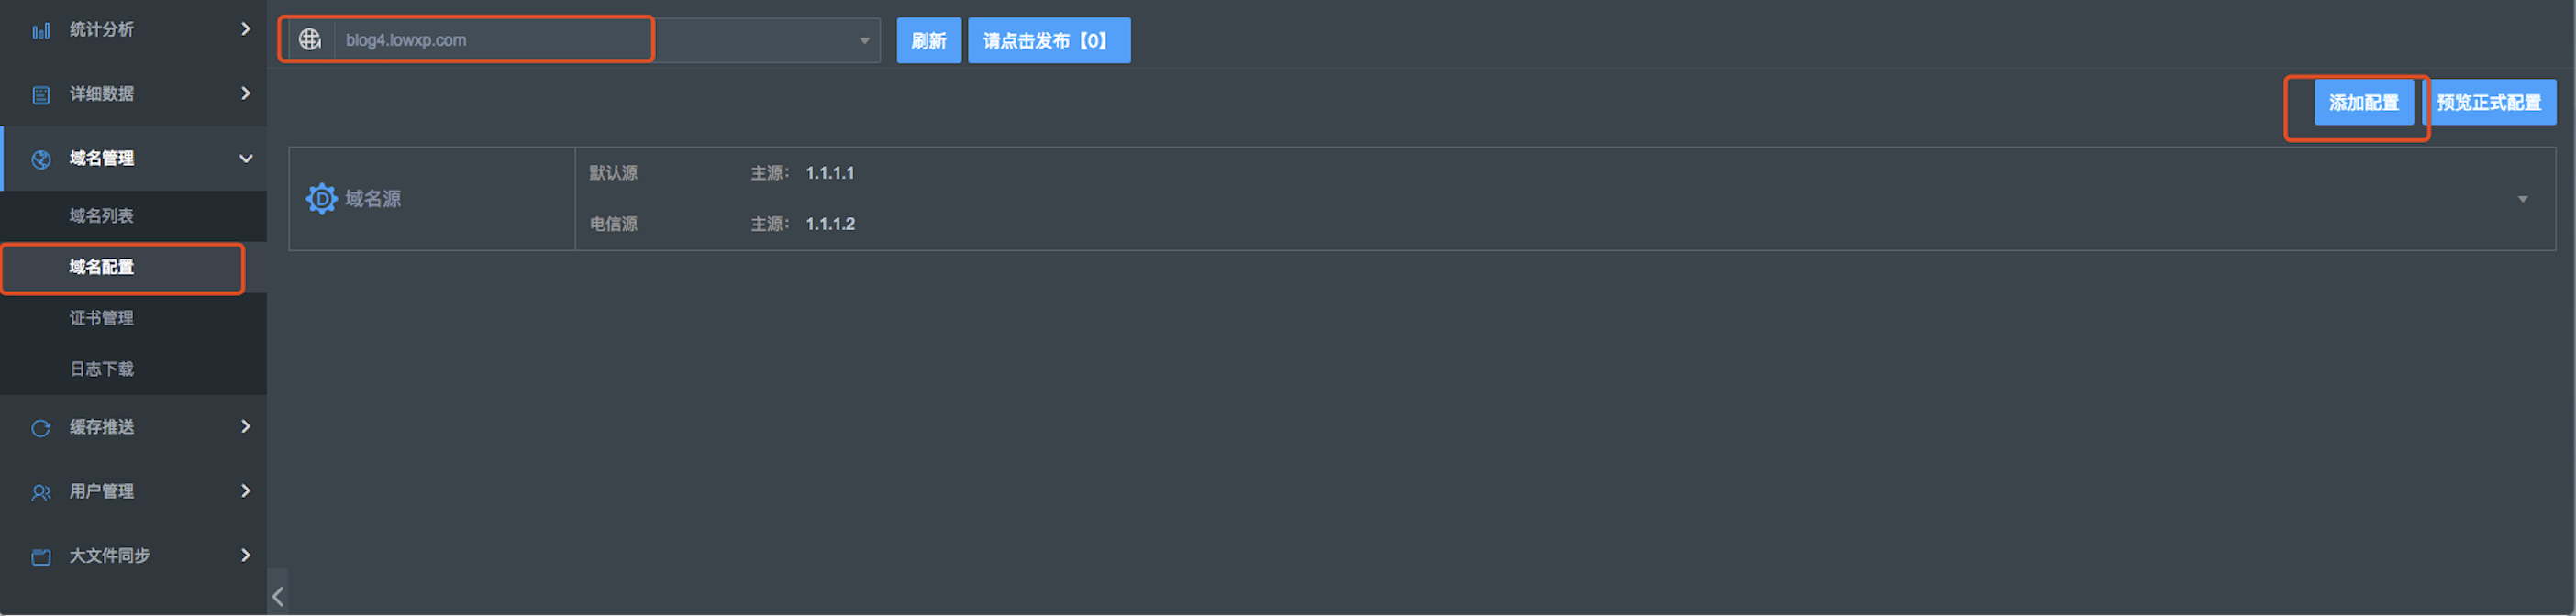 统计分析
详细数据
域名管理
域名列表
域名配置
证书管理
日志下载
缓存推送
用户管理
大文件同步
blog4.lowxp.com
刷新
请点击发布【0】
添加配置
预览正式配置
域名源
默认源 主源： 1.1.1.1
电信源 主源： 1.1.1.2